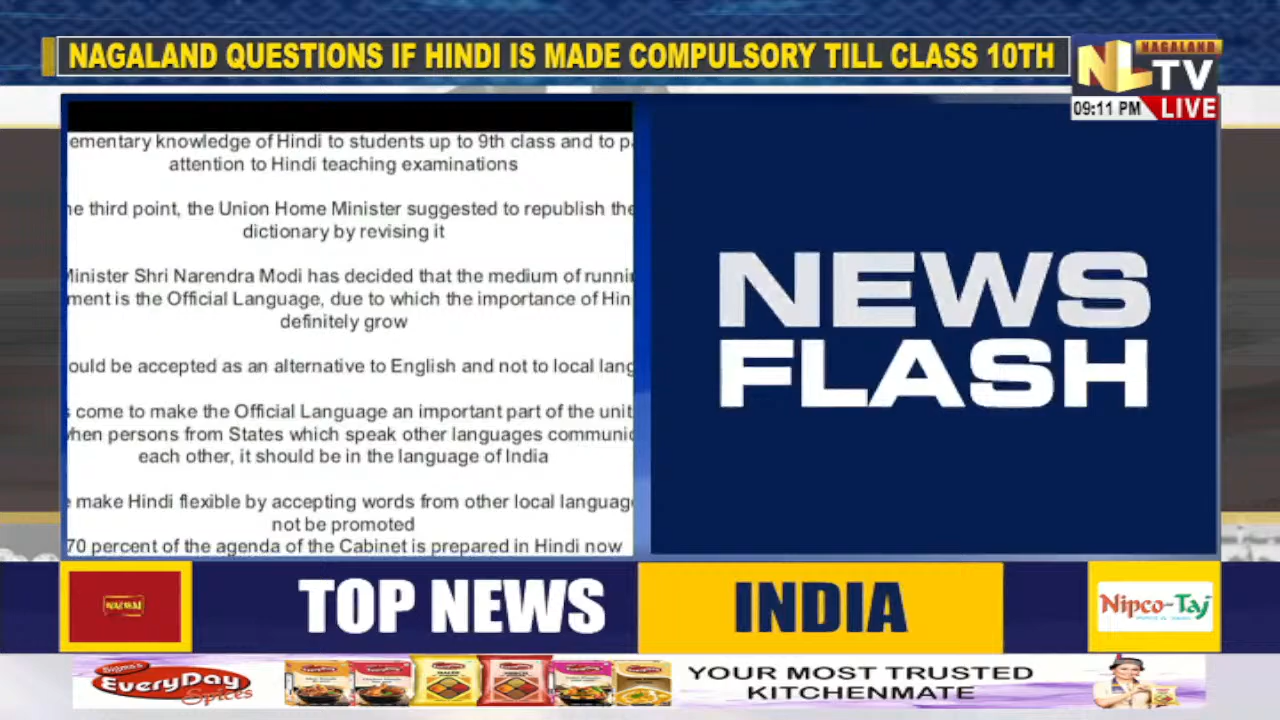 NAGALAND QUESTIONS IF HINDI IS MADE COMPULSORY TILL CLASS 10TH
NAGALAND
NL TV
09:11 PM LIVE
ementary knowledge of Hindi to students up to 9th class and to pa
attention to Hindi teaching examinations
he third point, the Union Home Minister suggested to republish the
dictionary by revising it
Minister Shri Narendra Modi has decided that the medium of runnin
ment is the Official Language, due to which the importance of Hin
definitely grow
ould be accepted as an alternative to English and not to local lang
s come to make the Official Language an important part of the unit
when persons from States which speak other languages communic
each other, it should be in the language of India
e make Hindi flexible by accepting words from other local language
not be promoted
70 percent of the agenda of the Cabinet is prepared in Hindi now
NEWS
FLASH
TOP NEWS
INDIA
Nipco-Taj
EveryDay
Spices
YOUR MOST TRUSTED
KITCHENMATE